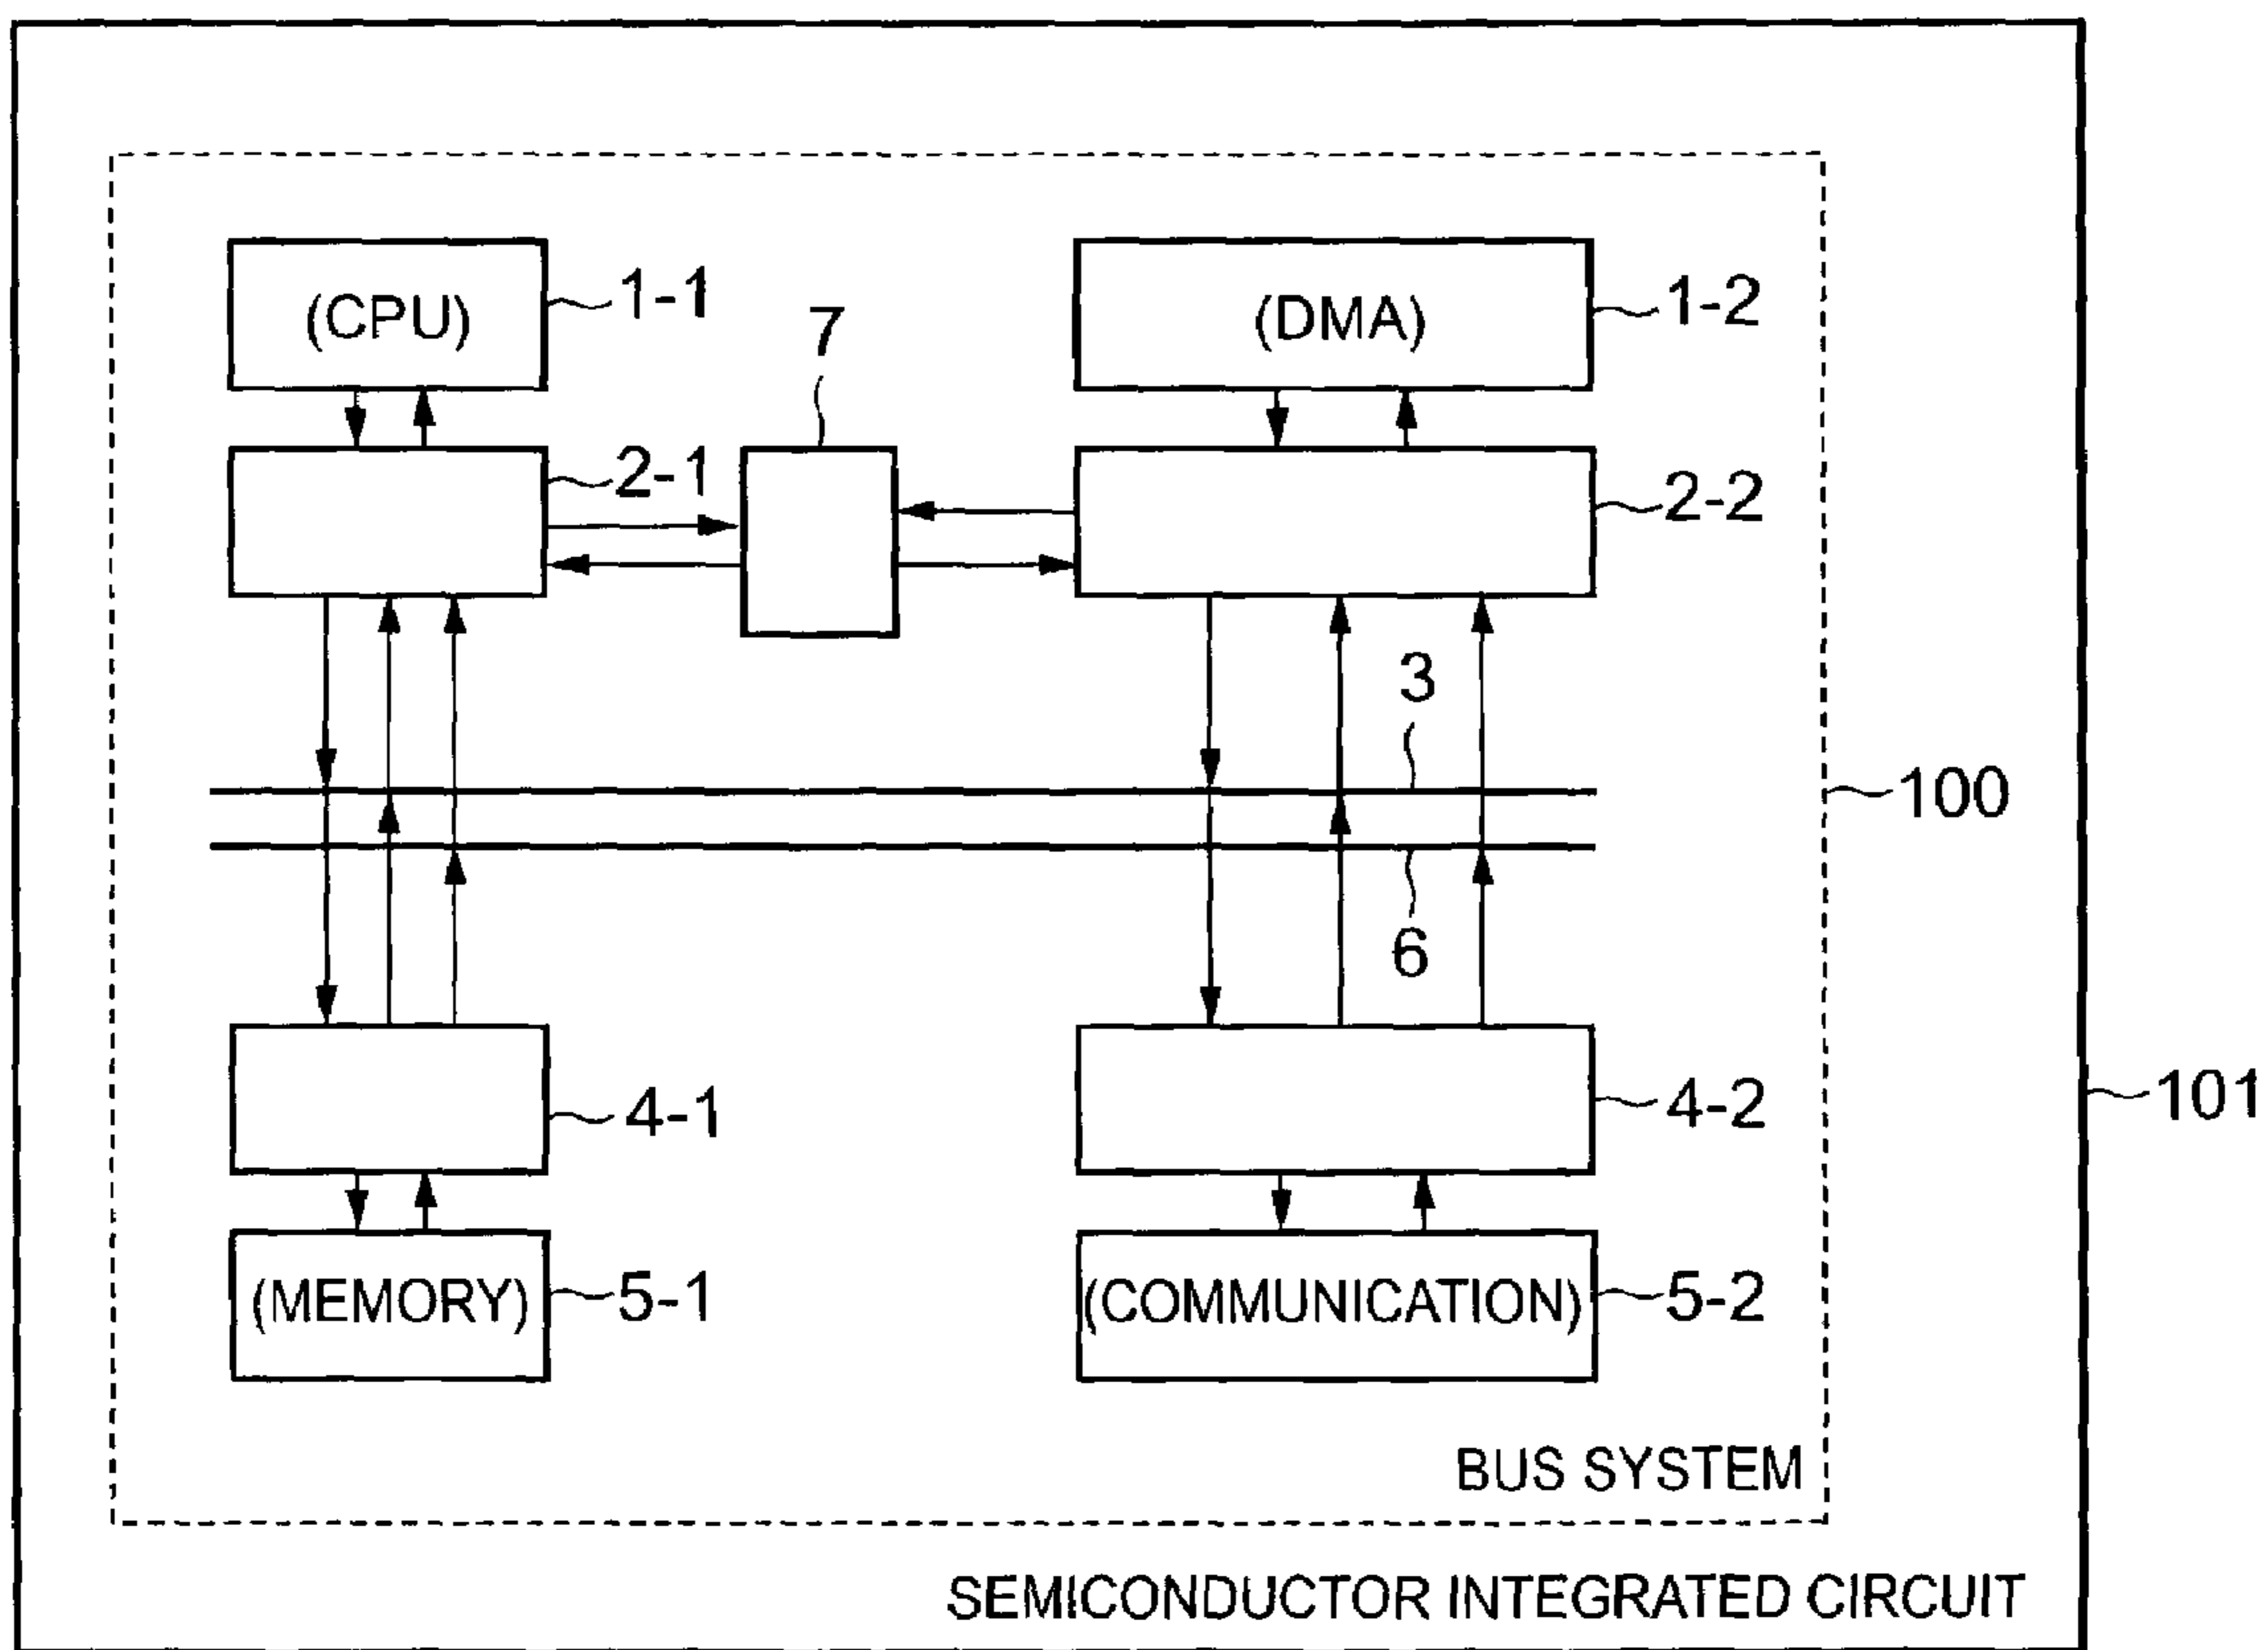 (CPU)
1-1
(DMA)
1-2
7
2-1
2-2
3
100
6
4-1
4-2
101
(MEMORY)
5-1
(COMMUNICATION)
5-2
BUS SYSTEM
SEMICONDUCTOR INTEGRATED CIRCUIT